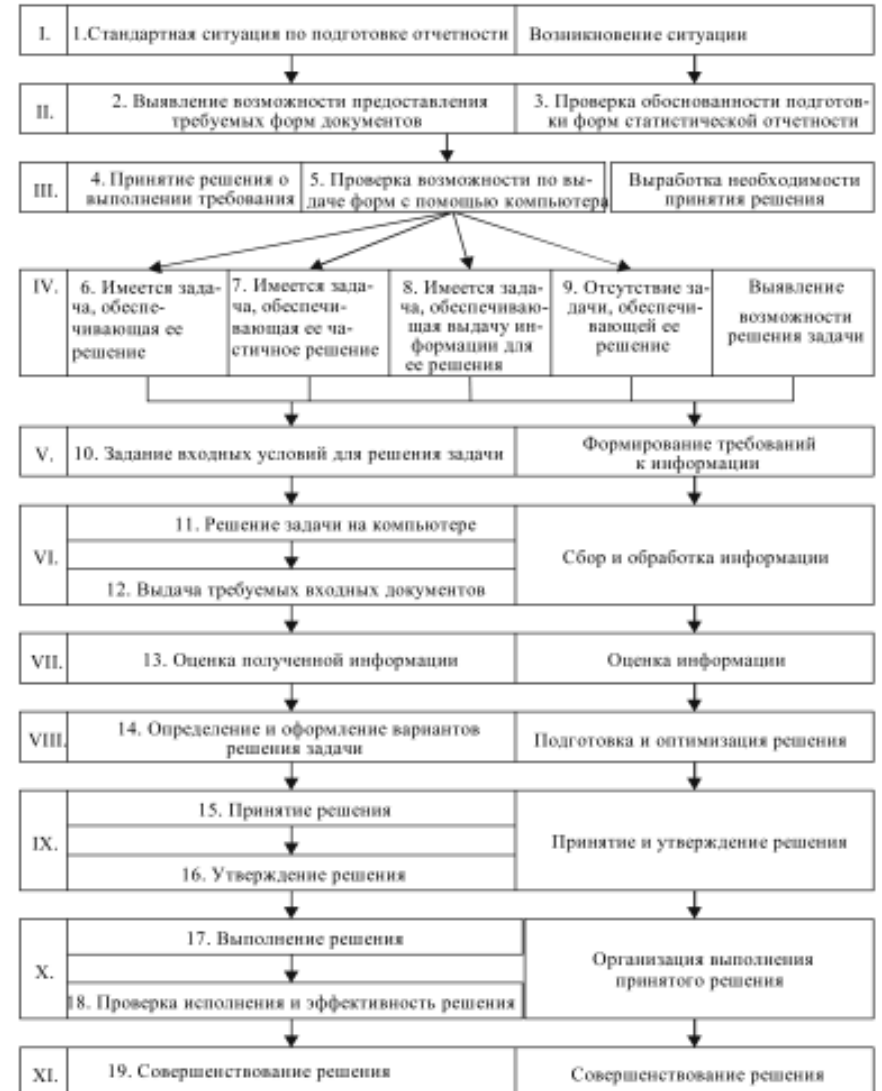 I. 1.Стандартная ситуация по подготовке отчетности Возникновение ситуации
II. 2. Выявление возможности предоставления
требуемых форм документов
3. Проверка обоснованности подготов-
ки форм статистической отчетности
III. 4. Принятие решения о
выполнении требования
5. Проверка возможности по вы-
даче форм с помощью компьютера
Выработка необходимости
принятия решения
IV. 6. Имеется зада-
ча, обеспе-
чивающая ее
решение
7. Имеется зада-
ча, обеспечи-
вающая ее ча-
стичное решение
8. Имеется зада-
ча, обеспечиваю-
щая выдачу ин-
формации для
ее решения
9. Отсутствие за-
дачи, обеспечи-
вающей ее
решение
Выявление
возможности
решения задачи
V. 10. Задание входных условий для решения задачи
Формирование требований
к информации
VI.
11. Решение задачи на компьютере
12. Выдача требуемых входных документов
Сбор и обработка информации
VII. 13. Оценка полученной информации Оценка информации
VIII. 14. Определение и оформление вариантов
решения задачи
Подготовка и оптимизация решения
IX.
15. Принятие решения
16. Утверждение решения
Принятие и утверждение решения
X.
17. Выполнение решения
18. Проверка исполнения и эффективность решения
Организация выполнения
принятого решения
XI. 19. Совершенствование решения Совершенствование решения